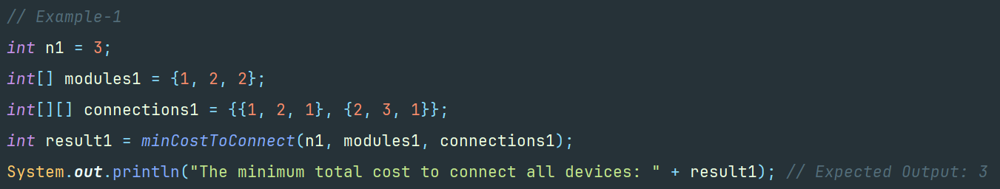 // Example-1
int n1 = 3;
int[] modules1 = {1, 2, 2};
int[][] connections1 = {{1, 2, 1}, {2, 3, 1}};
int result1 = minCostToConnect(n1, modules1, connections1);
System.out.println("The minimum total cost to connect all devices: " + result1); // Expected Output: 3